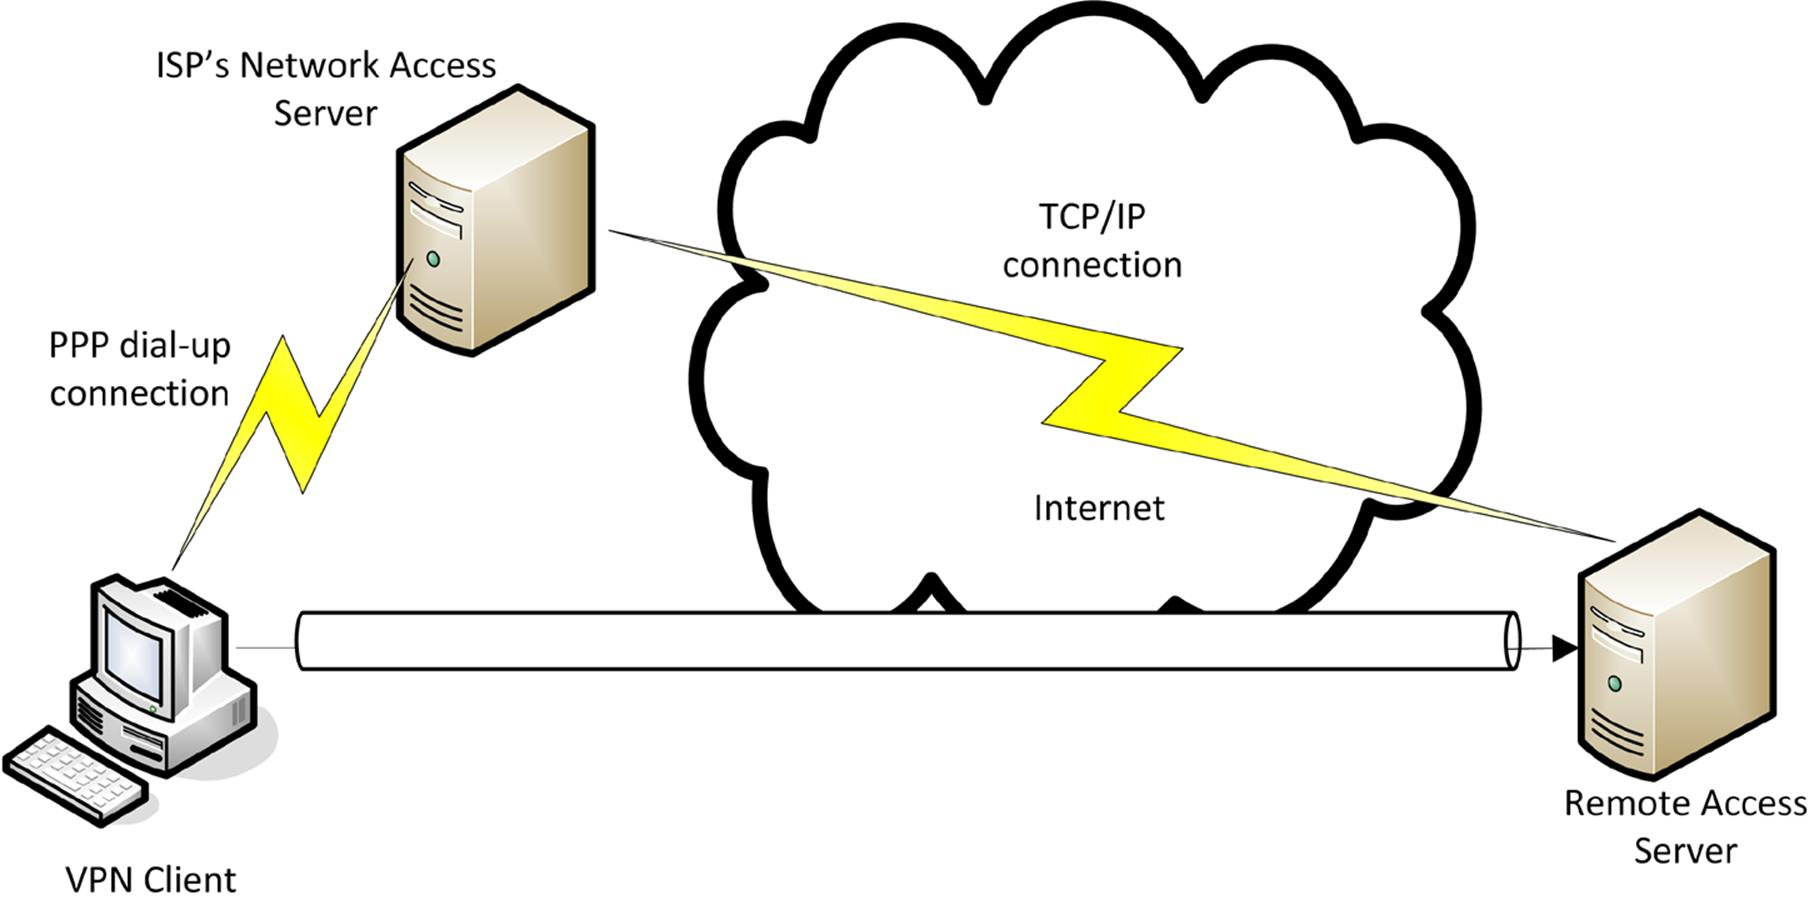 ISP’s Network Access
Server
TCP/IP
connection
PPP dial-up
connection
Internet
Remote Access
Server
VPN Client